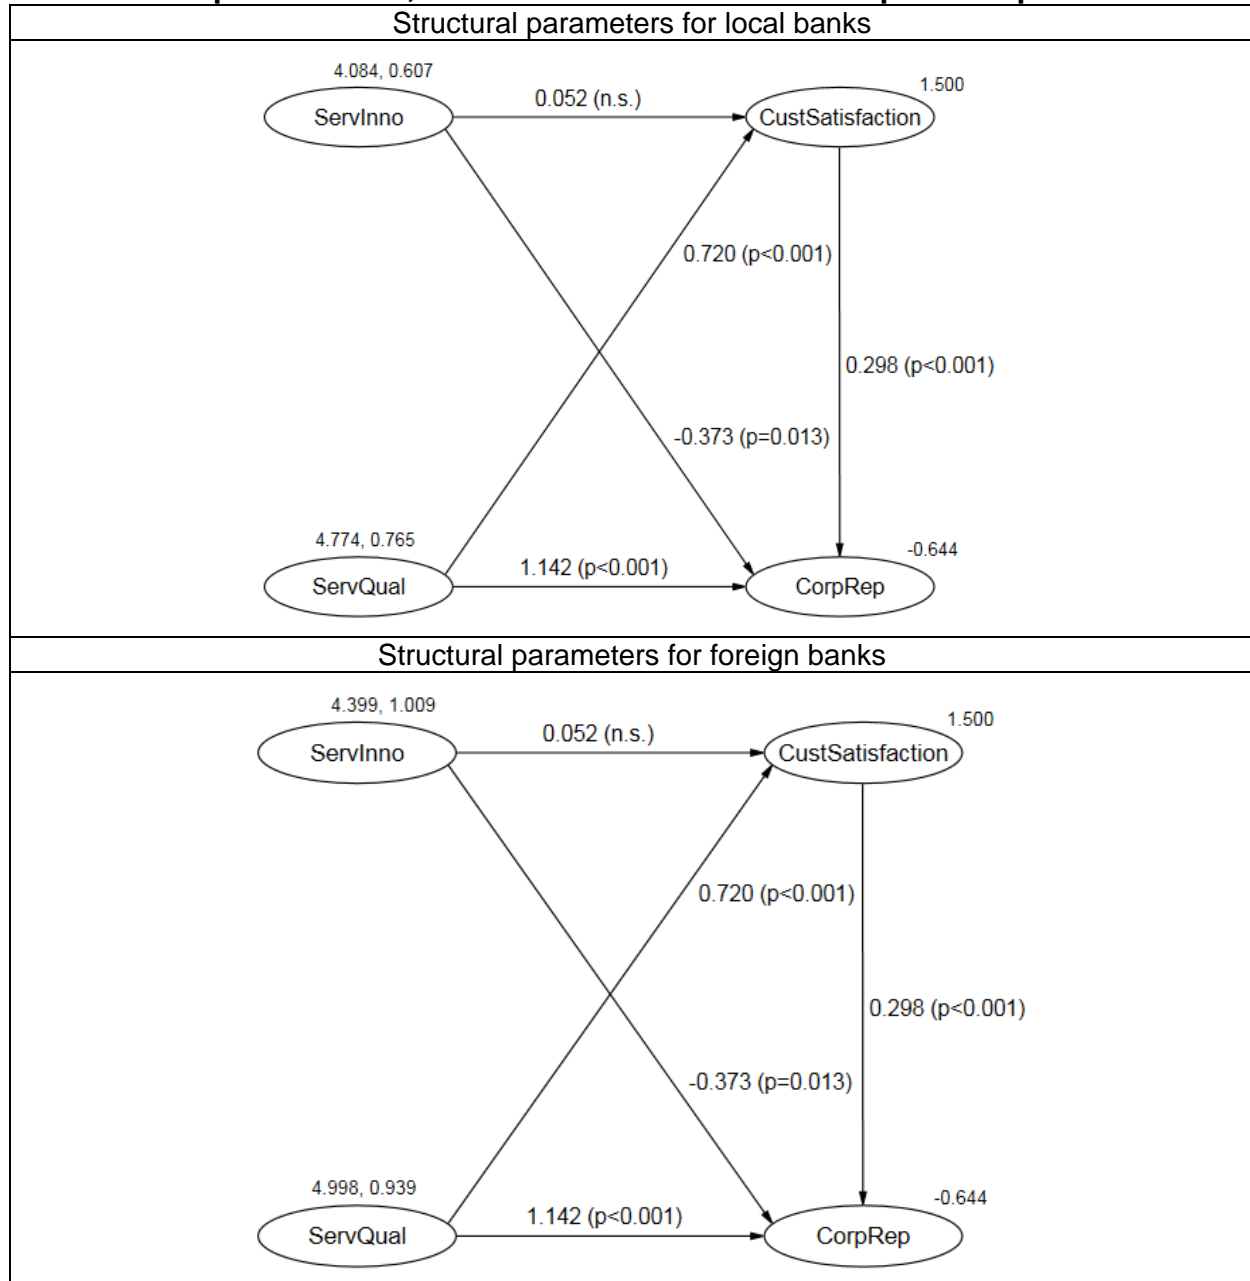 Structural parameters for local banks
4.084, 0.607
1.500
ServInno
0.052 (n.s.)
CustSatisfaction
0.720 (p<0.001)
0.298 (p<0.001)
-0.373 (p=0.013)
4.774, 0.765
-0.644
ServQual
1.142 (p<0.001)
CorpRep
Structural parameters for foreign banks
4.399, 1.009
1.500
ServInno
0.052 (n.s.)
CustSatisfaction
0.720 (p<0.001)
0.298 (p<0.001)
-0.373 (p=0.013)
4.998, 0.939
-0.644
ServQual
1.142 (p<0.001)
CorpRep